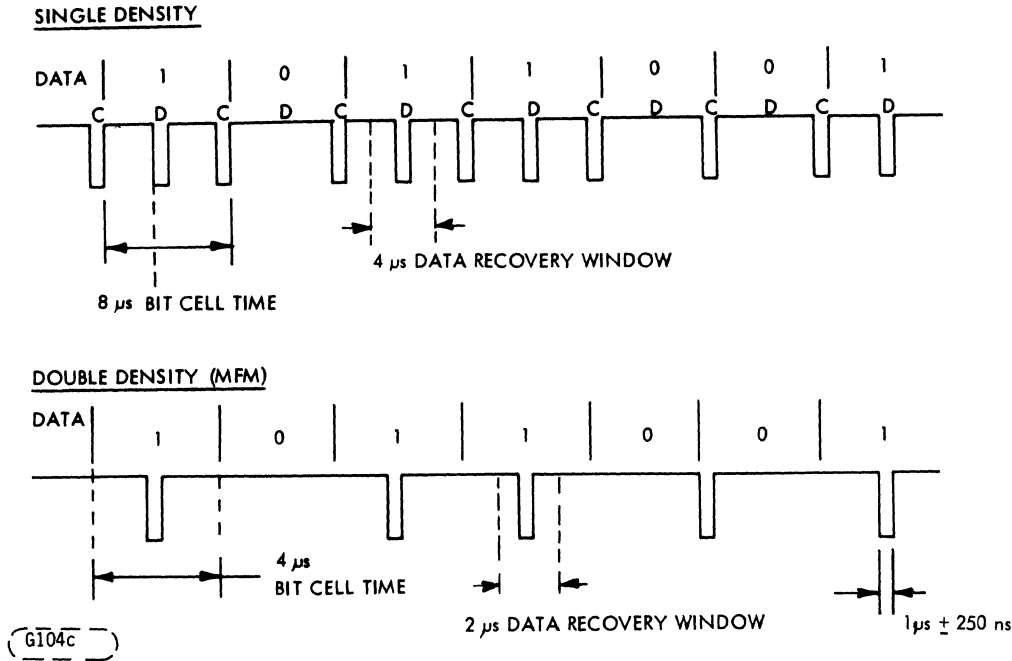 SINGLE DENSITY
DATA 1 0 1 1 0 0 1
C D C D C D C D C D C D C D
8 µs BIT CELL TIME
4 µs DATA RECOVERY WINDOW
DOUBLE DENSITY (MFM)
DATA 1 0 1 1 0 0 1
4 µs
BIT CELL TIME
2 µs DATA RECOVERY WINDOW
1µs ± 250 ns
G104c